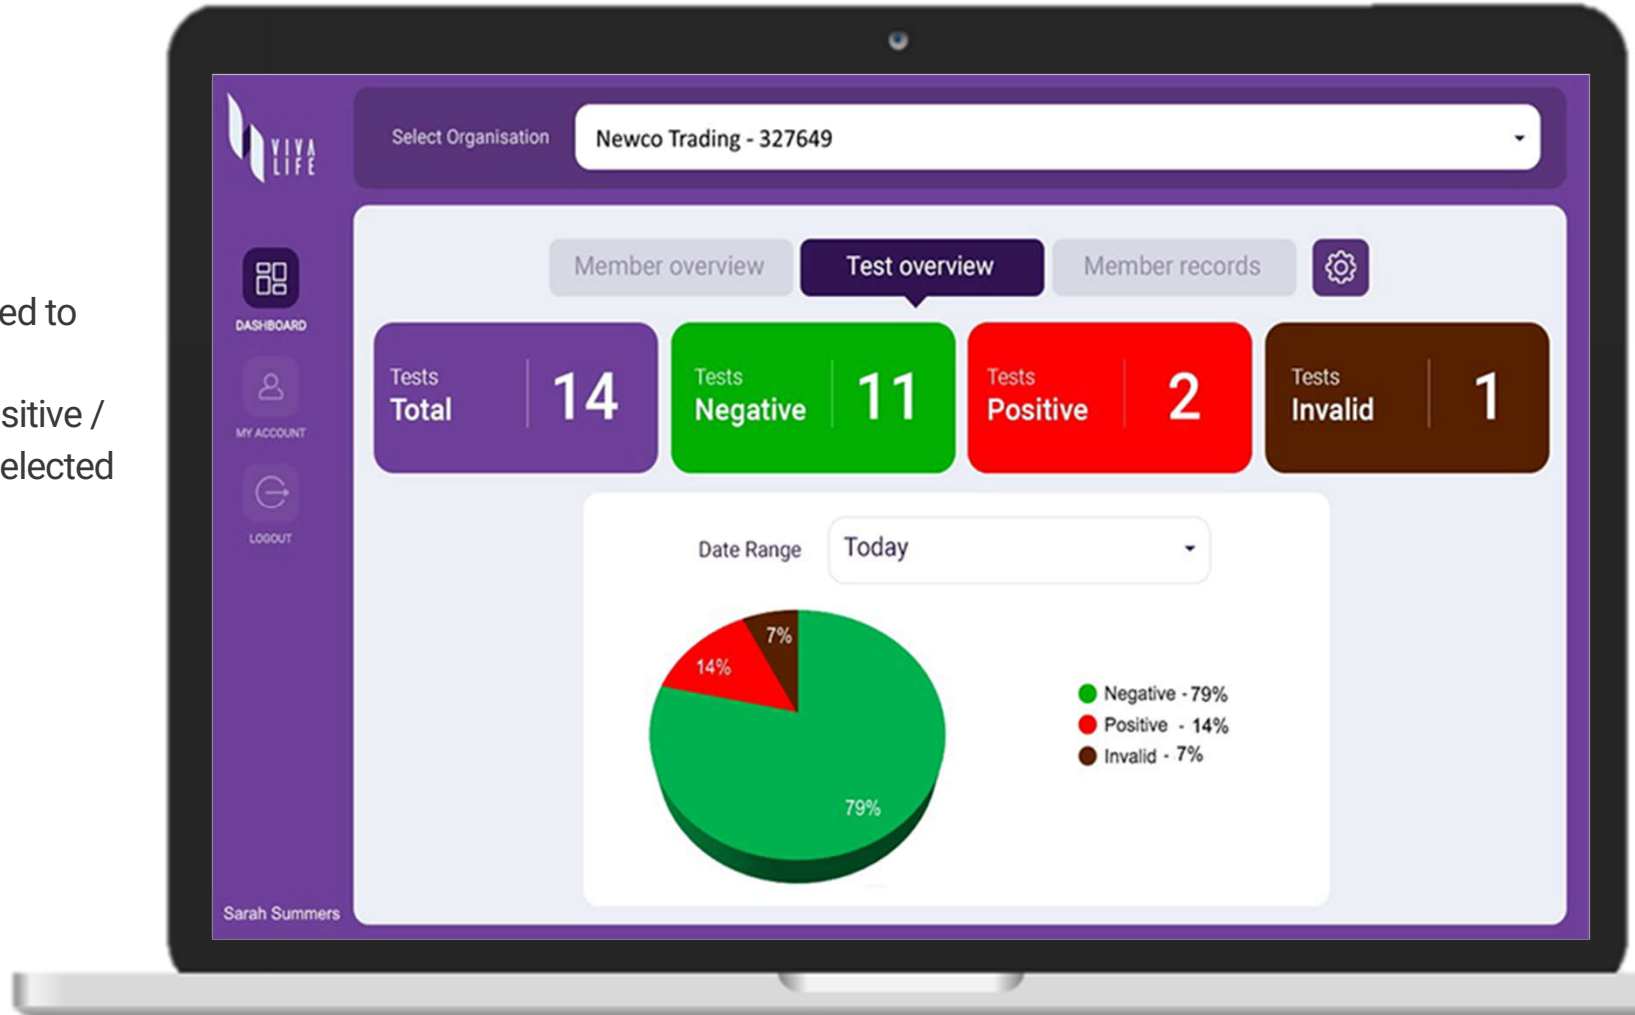 ed to
sitive /
elected
VIVA
LIFE
Select Organisation
Newco Trading - 327649
DASHBOARD
MY ACCOUNT
LOGOUT
Sarah Summers
Member overview
Test overview
Member records
Tests
Total
14
Tests
Negative
11
Tests
Positive
2
Tests
Invalid
1
Date Range
Today
7%
14%
79%
Negative - 79%
Positive - 14%
Invalid - 7%